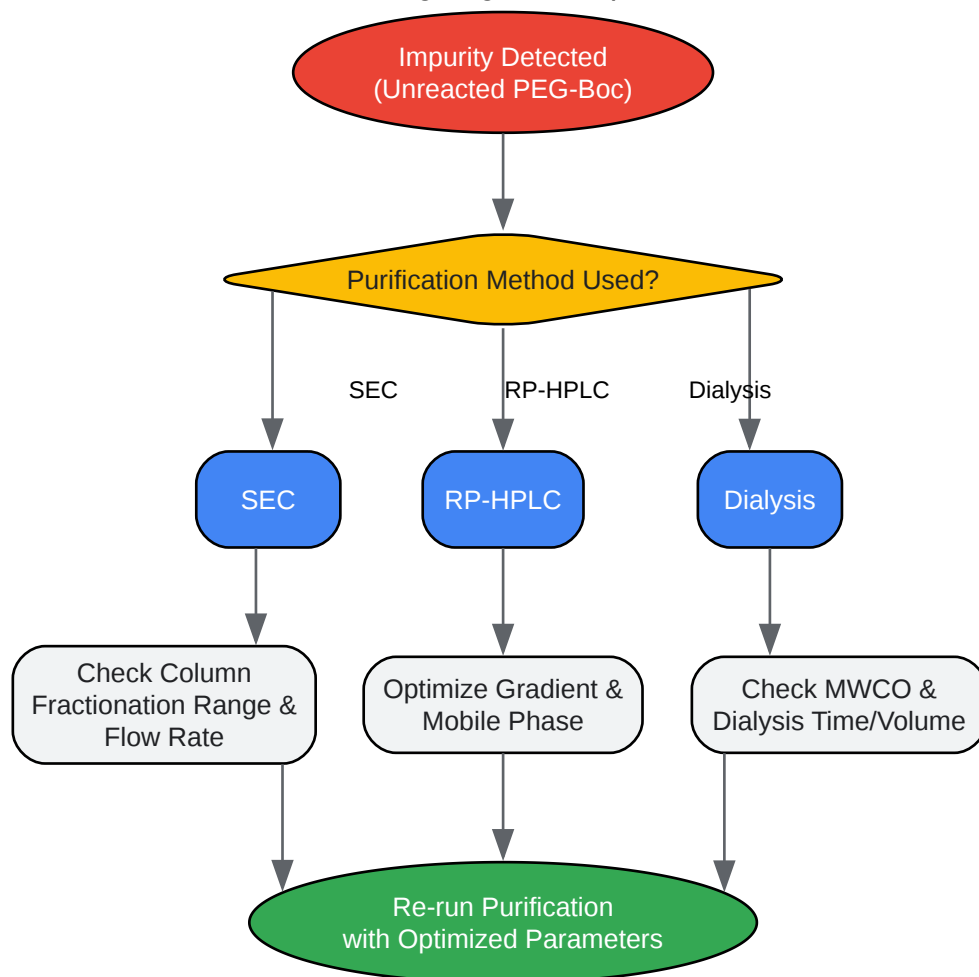 Impurity Detected
(Unreacted PEG-Boc)
Purification Method Used?
SEC
RP-HPLC
Dialysis
SEC
RP-HPLC
Dialysis
Check Column
Fractionation Range &
Flow Rate
Optimize Gradient &
Mobile Phase
Check MWCO &
Dialysis Time/Volume
Re-run Purification
with Optimized Parameters